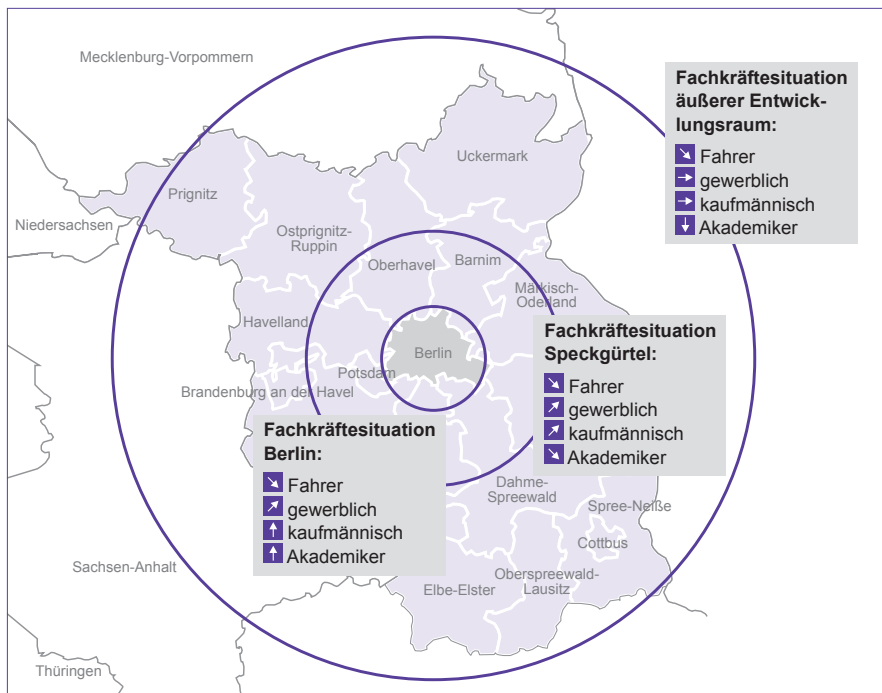 Mecklenburg-Vorpommern
Fachkräftesituation
äußerer Entwick-
lungsraum:
Fahrer
gewerblich
kaufmännisch
Akademiker
Uckermark
Prignitz
Niedersachsen
Ostprignitz-
Ruppin
Oberhavel
Barnim
Märkisch-
Oderland
Havelland
Berlin
Potsdam
Brandenburg an der Havel
Fachkräftesituation
Speckgürtel:
Fahrer
gewerblich
kaufmännisch
Akademiker
Fachkräftesituation
Berlin:
Fahrer
gewerblich
kaufmännisch
Akademiker
Dahme-
Spreewald
Spree-Neiße
Cottbus
Sachsen-Anhalt
Elbe-Elster
Oberspreewald-
Lausitz
Thüringen